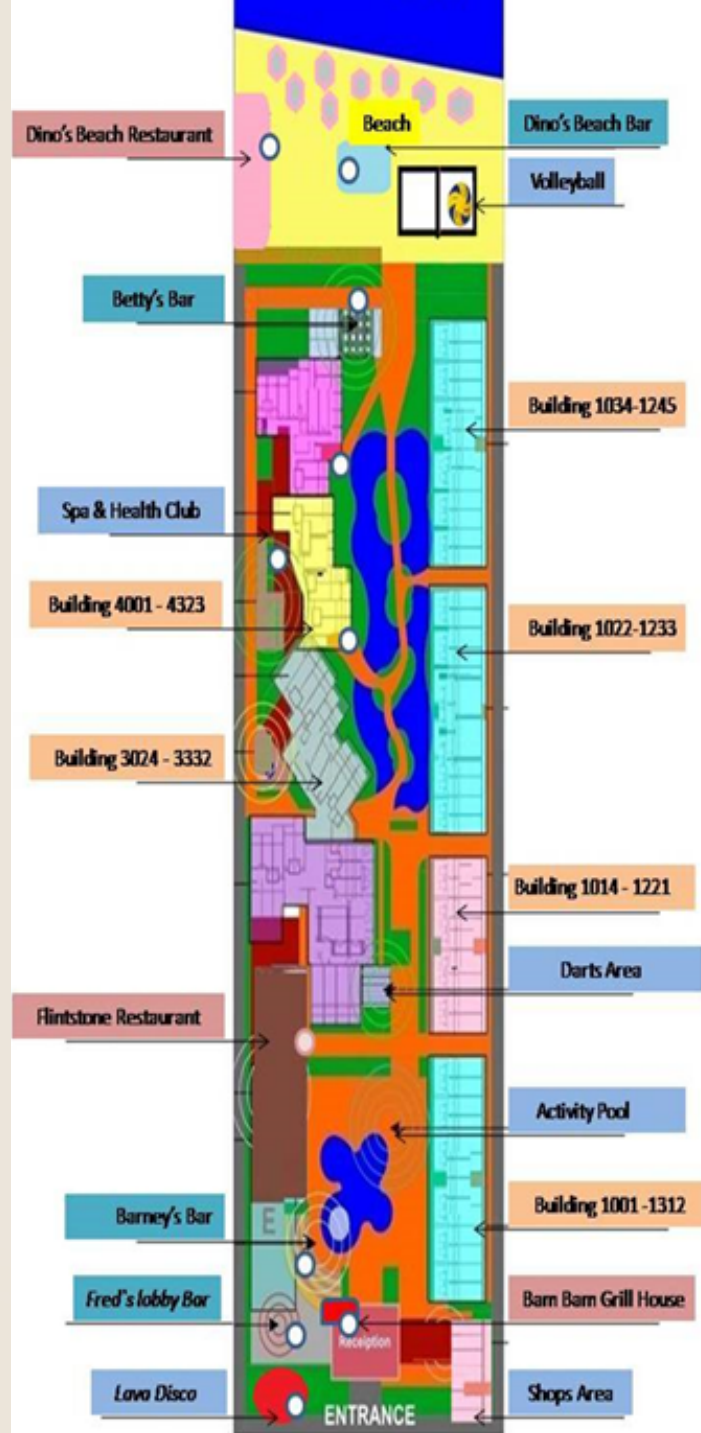 Beach
Dino's Beach Restaurant
Dino's Beach Bar
Volleyball
Betty's Bar
Building 1034-1245
Spa & Health Club
Building 4001 - 4323
Building 1022-1233
Building 3024 - 3332
Building 1014 - 1221
Darts Area
Flintstone Restaurant
Activity Pool
E
Barney's Bar
Building 1001 -1312
Fred's lobby Bar
Bam Bam Grill House
Receiption
Lava Disco
ENTRANCE
Shops Area